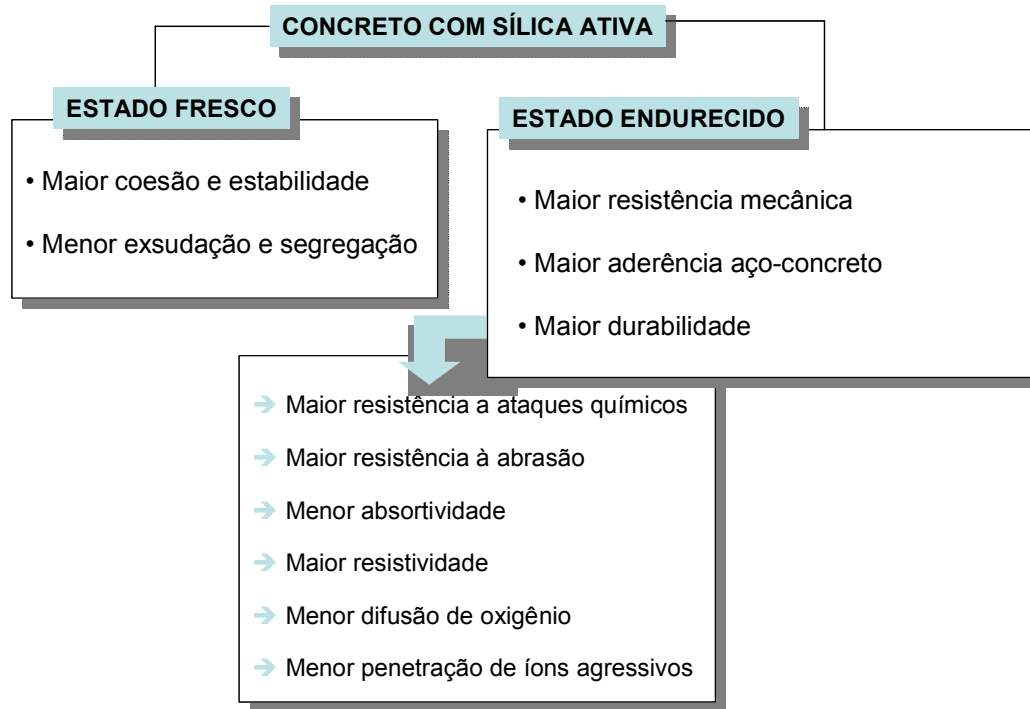 CONCRETO COM SÍLICA ATIVA
ESTADO FRESCO
• Maior coesão e estabilidade
• Menor exsudação e segregação
ESTADO ENDURECIDO
• Maior resistência mecânica
• Maior aderência aço-concreto
• Maior durabilidade
➔ Maior resistência a ataques químicos
➔ Maior resistência à abrasão
➔ Menor absortividade
➔ Maior resistividade
➔ Menor difusão de oxigênio
➔ Menor penetração de íons agressivos